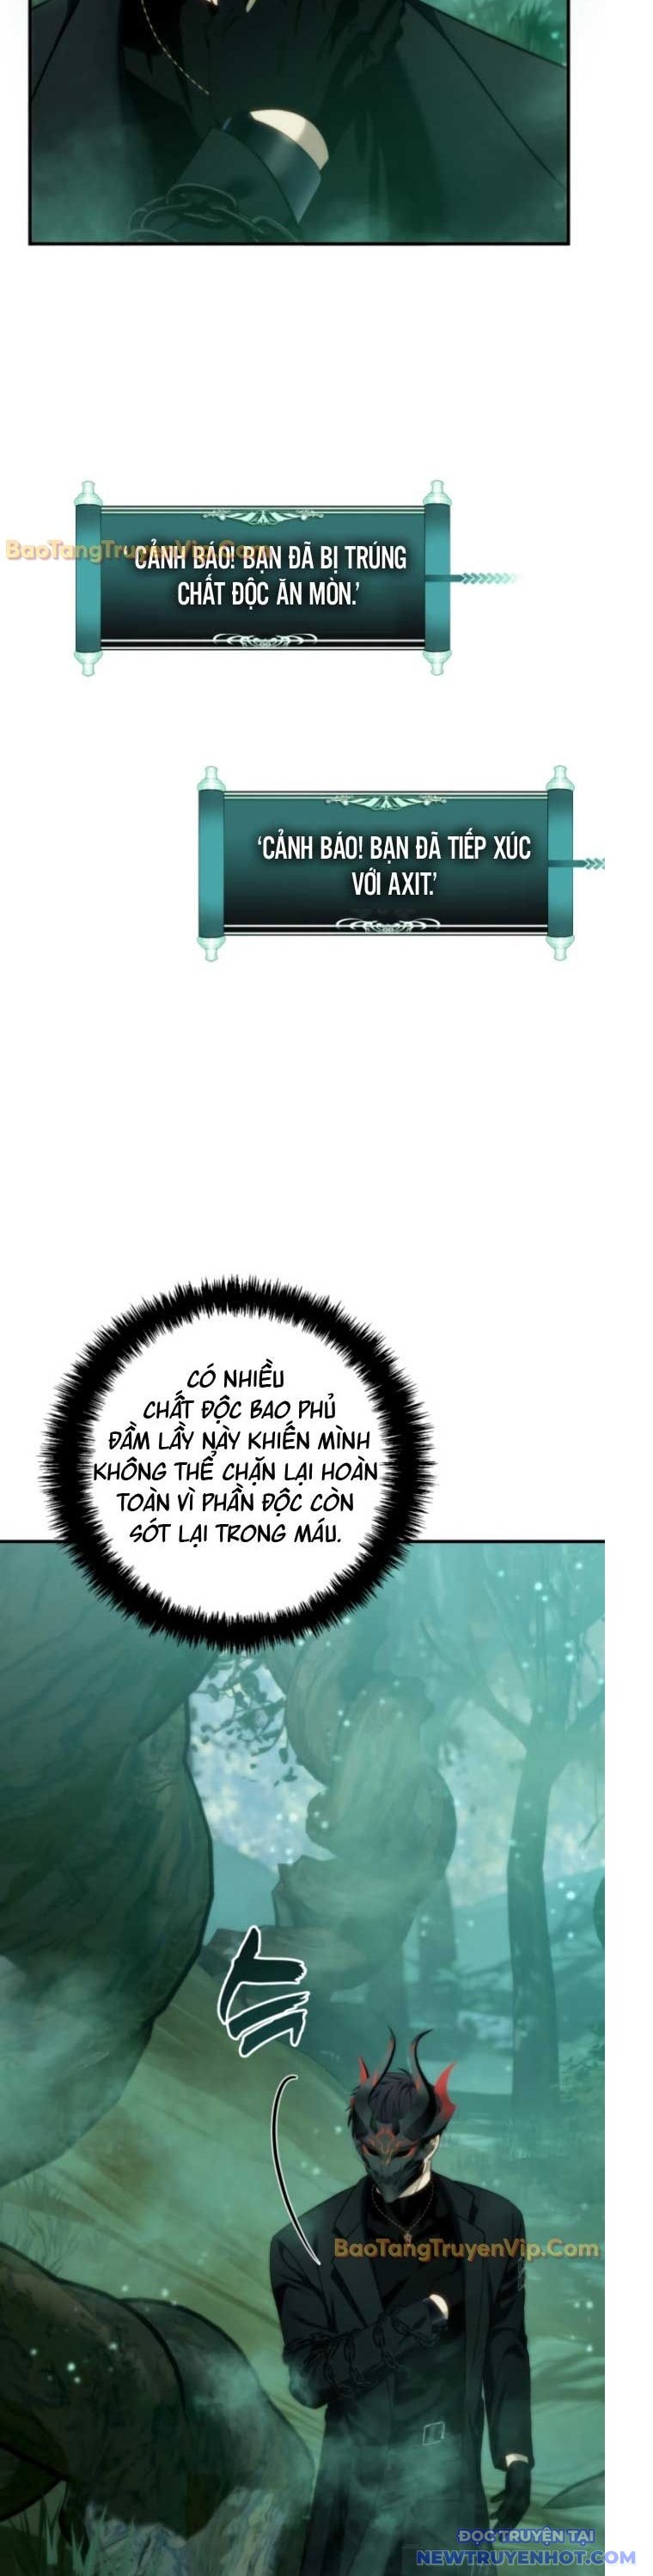 BaoTangTruyenVip.Com
‘ CẢNH BÁO! BẠN ĐÃ BỊ TRÚNG
CHẤT ĐỘC ĂN MÒN.’
‘CẢNH BÁO! BẠN ĐÃ TIẾP XÚC
VỚI AXIT.’
CÓ NHIỀU
CHẤT ĐỘC BAO PHỦ
ĐẦM LẦY NÀY KHIẾN MÌNH
KHÔNG THỂ CHẶN LẠI HOÀN
TOÀN VÌ PHẦN ĐỘC CÒN
SÓT LẠI TRONG MÁU.
느
BaoTangTruyenVip.Com
ĐỌC TRUYỆN TẠI
NEWTRUYENHOT.COM